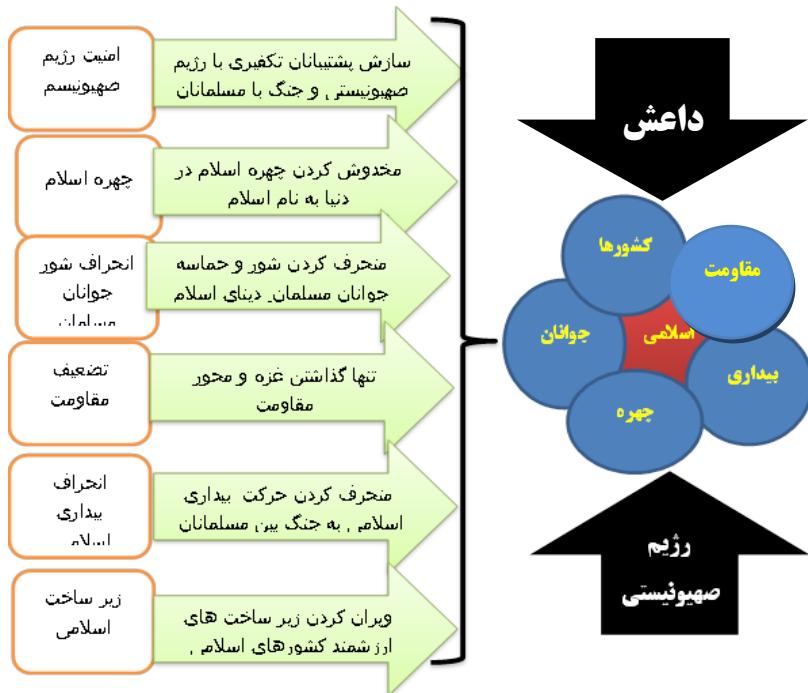 امنیت رژیم
صهیونیسم
سازش پشتیبانان تکفیری با رژیم
صهیونیستی و جنگ با مسلمانان
چهره اسلام
مخدوش کردن چهره اسلام در
دنیا به نام اسلام
انحراف شور
جوانان
مسلمان
منحرف کردن شور و حماسه
جوانان مسلمان دینای اسلام
تضعیف
مقاومت
تنها گذاشتن غزه و محور
مقاومت
انحراف
بیداری
اسلامی
منحرف کردن حرکت بیداری
اسلامی به جنگ بین مسلمانان
زیر ساخت
اسلامی
ویران کردن زیر ساخت های
ارزشمند کشورهای اسلامی
داعش
کشورها
مقاومت
جوانان
اسلامی
بیداری
چهره
رژیم
صهیونیستی